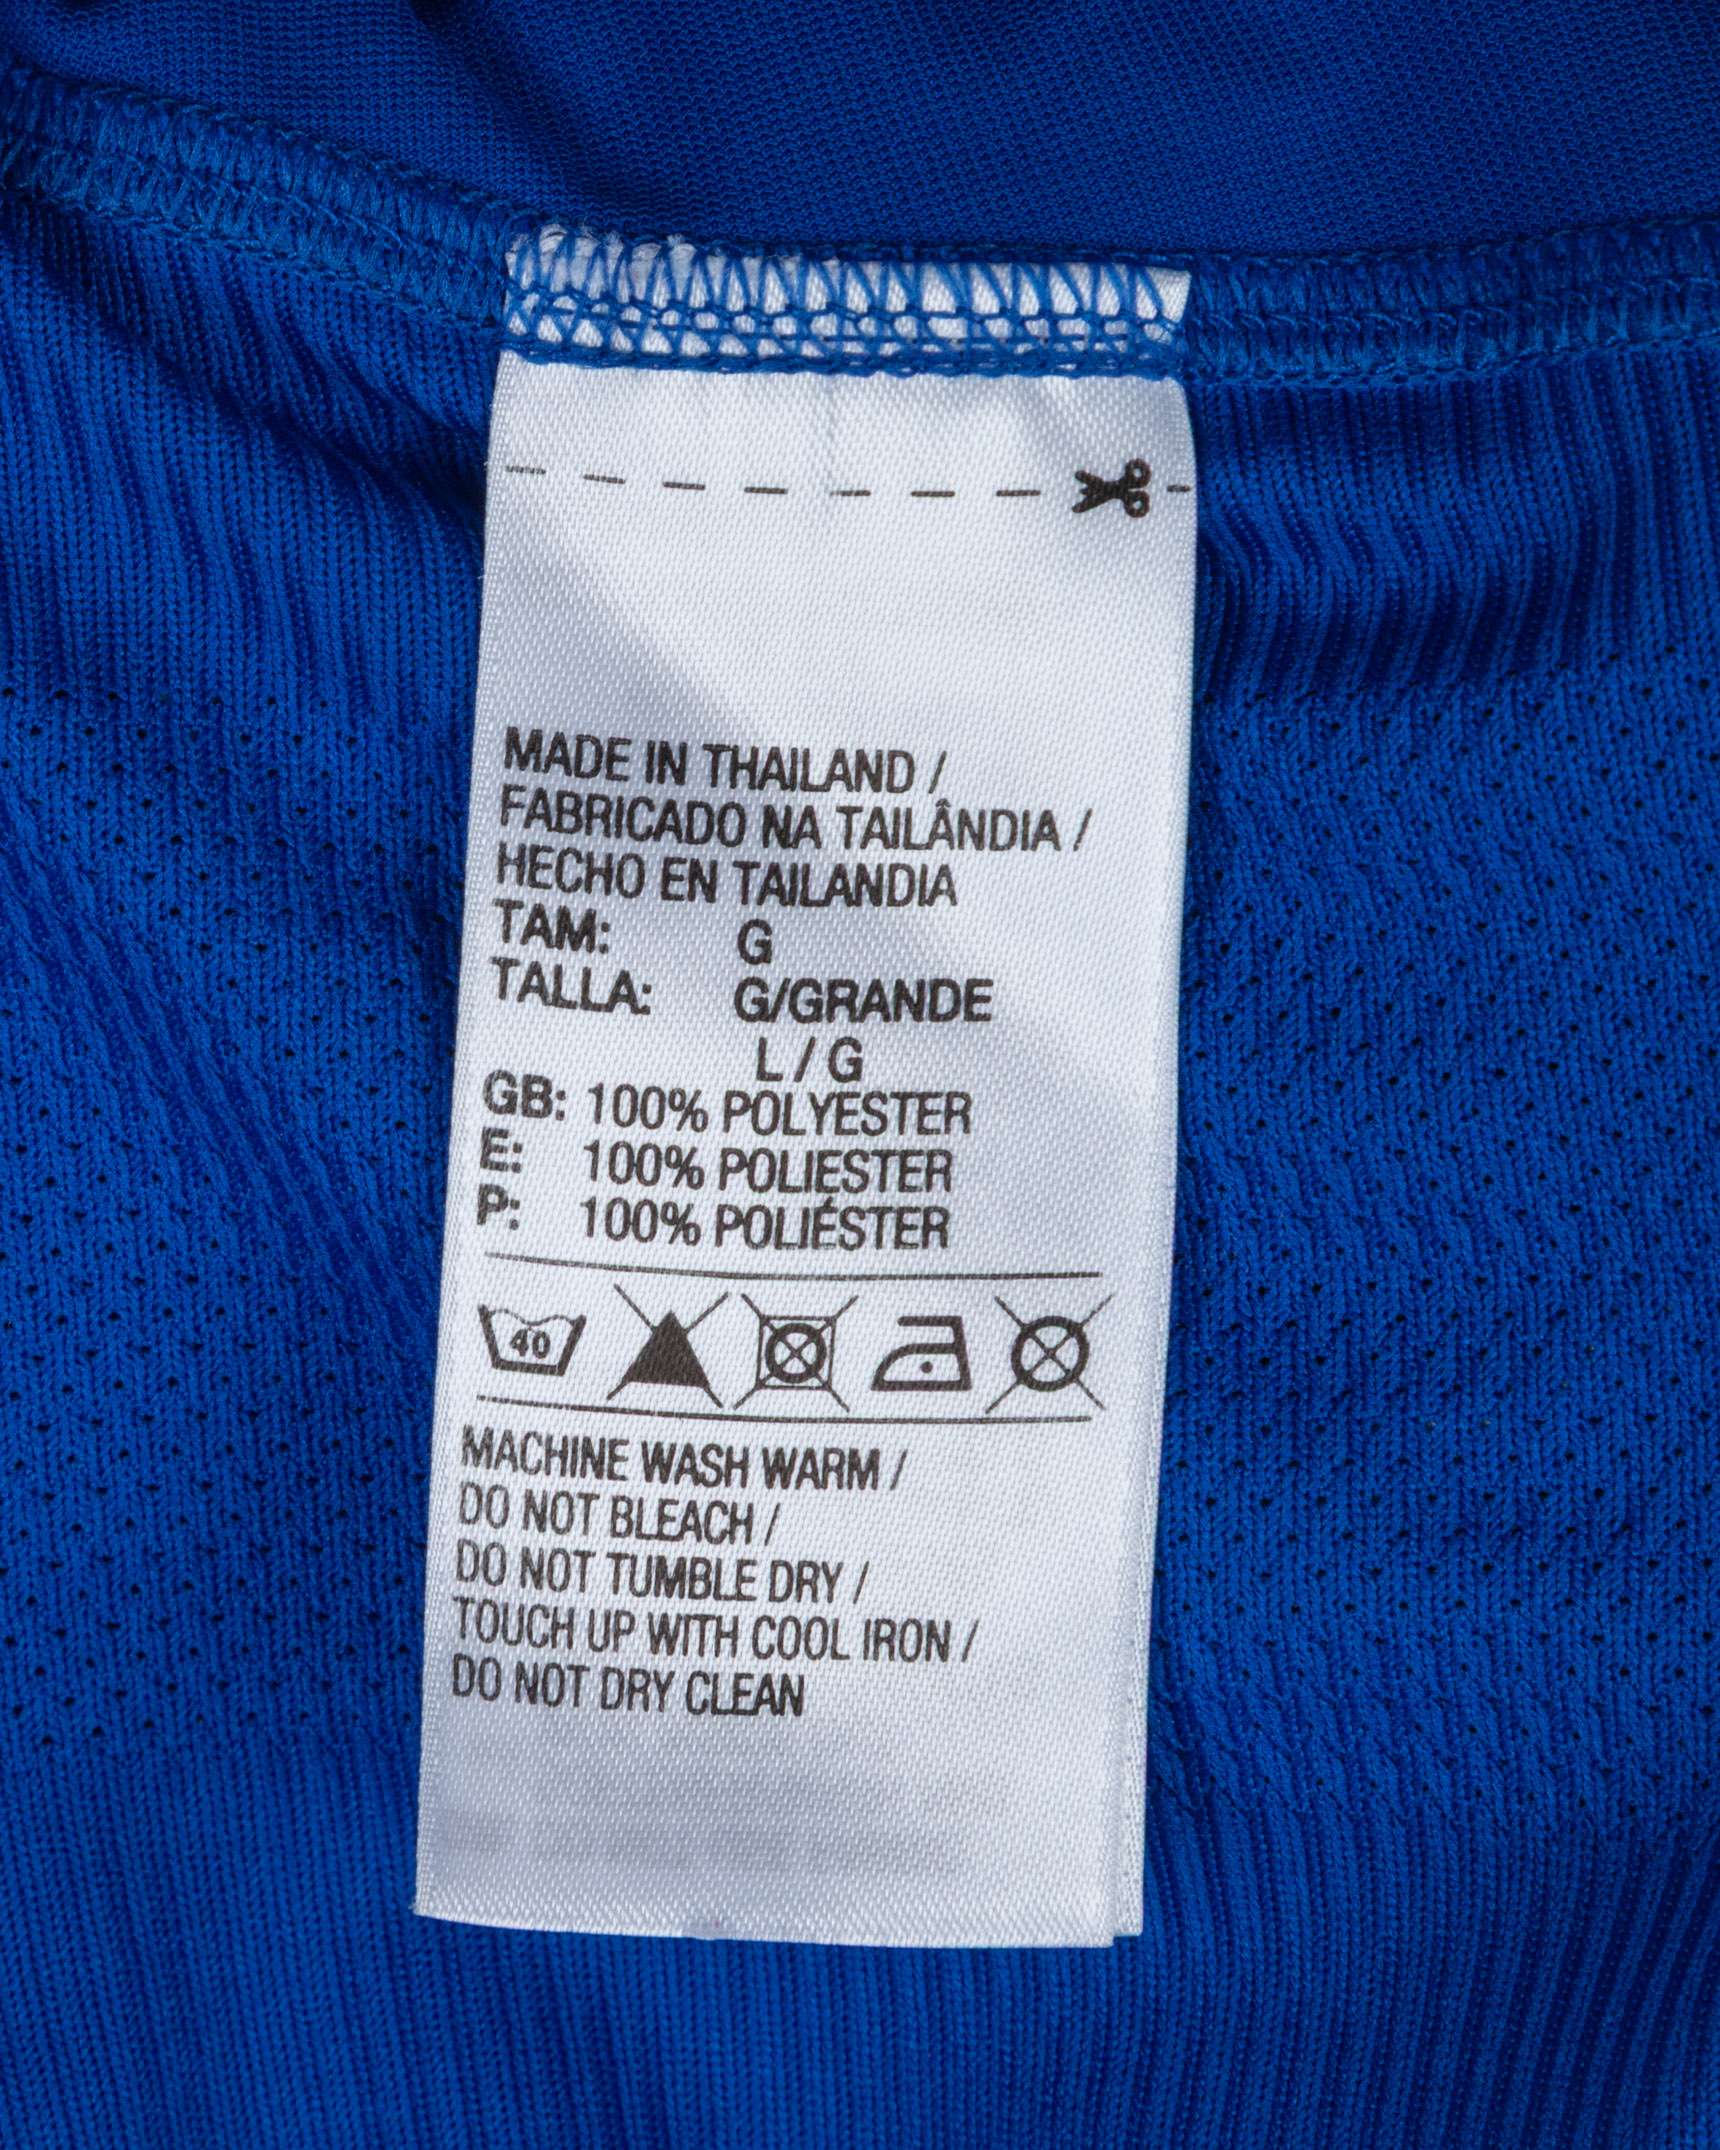 MADE IN THAILAND /
FABRICADO NA TAILÂNDIA /
HECHO EN TAILANDIA
TAM: G
TALLA: G/GRANDE
L / G
GB: 100% POLYESTER
E: 100% POLIESTER
P: 100% POLIÉSTER
40
MACHINE WASH WARM /
DO NOT BLEACH /
DO NOT TUMBLE DRY /
TOUCH UP WITH COOL IRON /
DO NOT DRY CLEAN